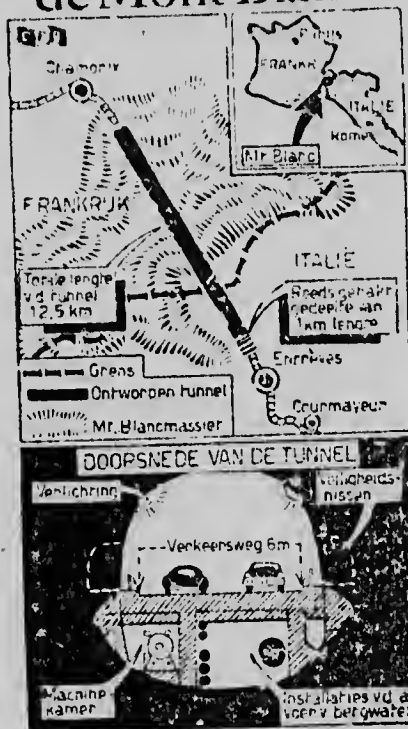 de Mont Blanc
Chamonix
Parijs
FRANKR.
ITALIE
Rome
Mt. Blanc
FRANKRIJK
ITALIE
Totale lengte
v.d tunnel
12.5 km
Reeds gemaakt
gedeelte van
1km lengte
Entrèves
Courmayeur
Grens
Ontworpen tunnel
Mt. Blancmassief
DOORSNEDE VAN DE TUNNEL
Verlichting
Veiligheids-
nissen
Verkeersweg 6m
Machine
kamer
Installaties v.d. a
voer v bergwater